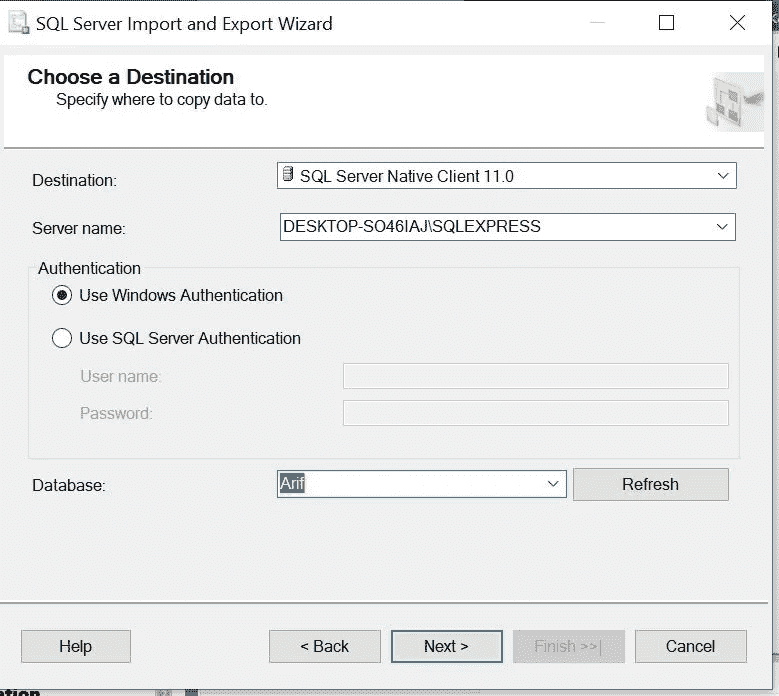 SQL Server Import and Export Wizard
Choose a Destination
Specify where to copy data to.
Destination:
SQL Server Native Client 11.0
Server name:
DESKTOP-SO46IAJ\SQLEXPRESS
Authentication
Use Windows Authentication
Use SQL Server Authentication
User name:
Password:
Database:
Arif
Refresh
Help
< Back
Next >
Finish >>|
Cancel